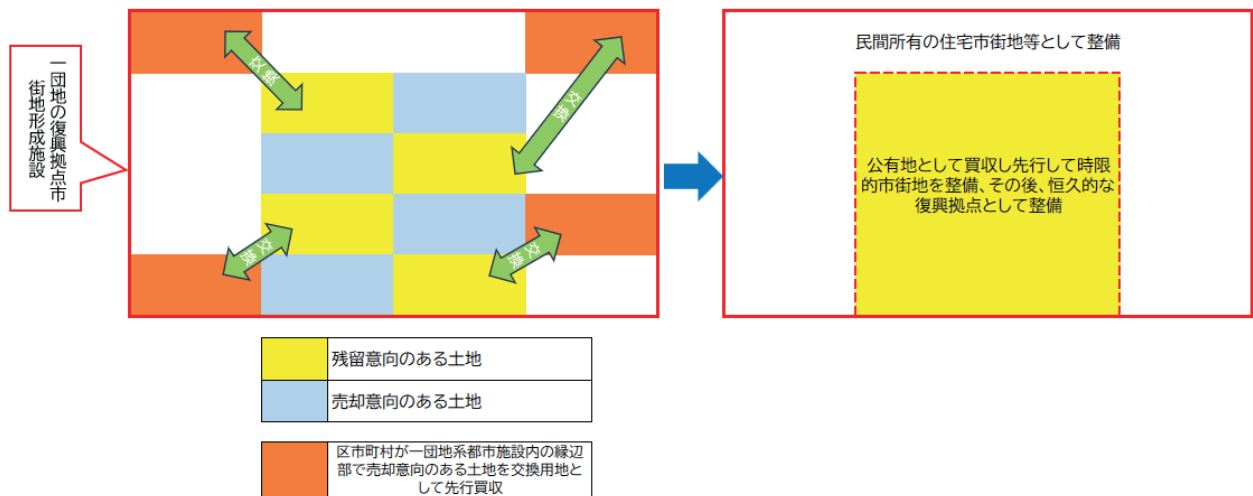 一団地の復興拠点市
街地形成施設
交換
交換
交換
交換
民間所有の住宅市街地等として整備
公有地として買収し先行して時限
的市街地を整備、その後、恒久的な
復興拠点として整備
残留意向のある土地
売却意向のある土地
区市町村が一団地系都市施設内の縁辺
部で売却意向のある土地を交換用地と
して先行買収